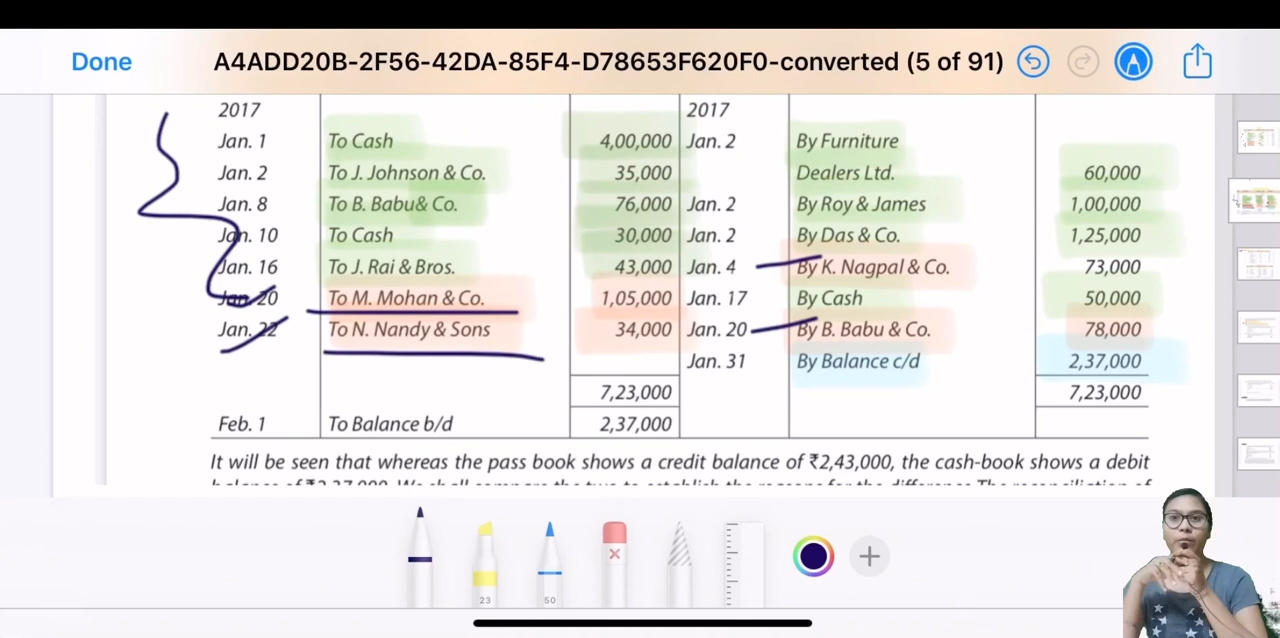 Done A4ADD20B-2F56-42DA-85F4-D78653F620F0-converted (5 of 91)
2017 2017
Jan. 1 To Cash 4,00,000 Jan. 2 By Furniture
Jan. 2 To J. Johnson & Co. 35,000 Dealers Ltd. 60,000
Jan. 8 To B. Babu& Co. 76,000 Jan. 2 By Roy & James 1,00,000
Jan. 10 To Cash 30,000 Jan. 2 By Das & Co. 1,25,000
Jan. 16 To J. Rai & Bros. 43,000 Jan. 4 By K. Nagpal & Co. 73,000
Jan. 20 To M. Mohan & Co. 1,05,000 Jan. 17 By Cash 50,000
Jan. 22 To N. Nandy & Sons 34,000 Jan. 20 By B. Babu & Co. 78,000
Jan. 31 By Balance c/d 2,37,000
7,23,000 7,23,000
Feb. 1 To Balance b/d 2,37,000
It will be seen that whereas the pass book shows a credit balance of ₹2,43,000, the cash-book shows a debit
23 50